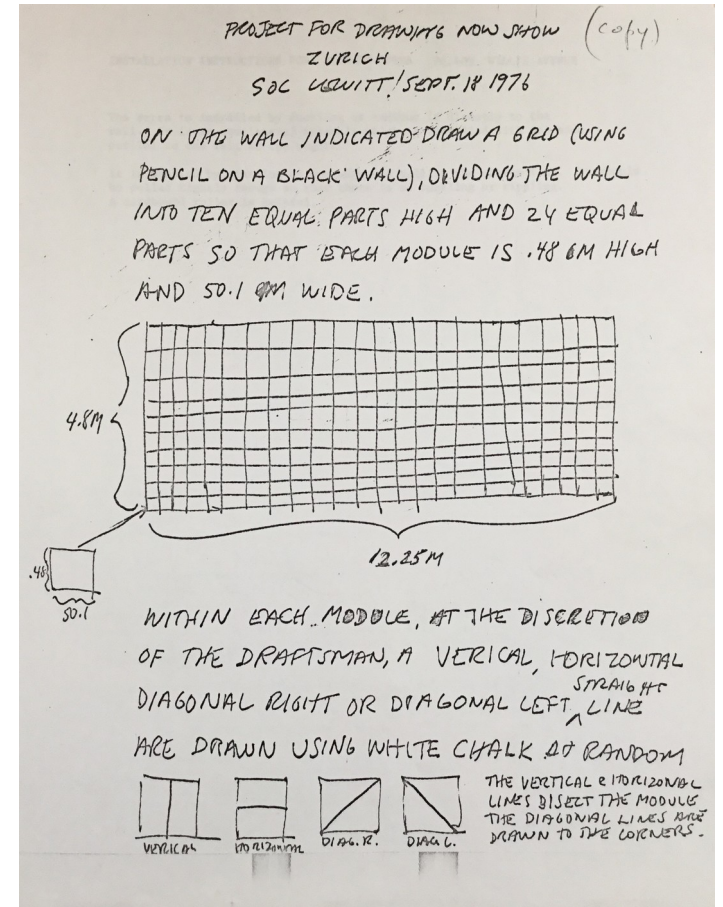 PROJECT FOR DRAWING NOW SHOW (copy)
ZURICH
SOL LEWITT/SEPT. 18 1976
ON THE WALL INDICATED DRAW A GRID (USING
PENCIL ON A BLACK WALL), DIVIDING THE WALL
INTO TEN EQUAL PARTS HIGH AND 24 EQUAL
PARTS SO THAT EACH MODULE IS .48 CM HIGH
AND 50.1 CM WIDE.
4.8M
12.25M
.48
50.1
WITHIN EACH MODULE, AT THE DISCRETION
OF THE DRAFTSMAN, A VERICAL, HORIZONTAL
DIAGONAL RIGHT OR DIAGONAL LEFT STRAIGHT LINE
ARE DRAWN USING WHITE CHALK AT RANDOM
VERTICAL HORIZONTAL DIAG.R. DIAG L.
THE VERTICAL & HORIZONAL
LINES BISECT THE MODULE
THE DIAGONAL LINES ARE
DRAWN TO THE CORNERS.